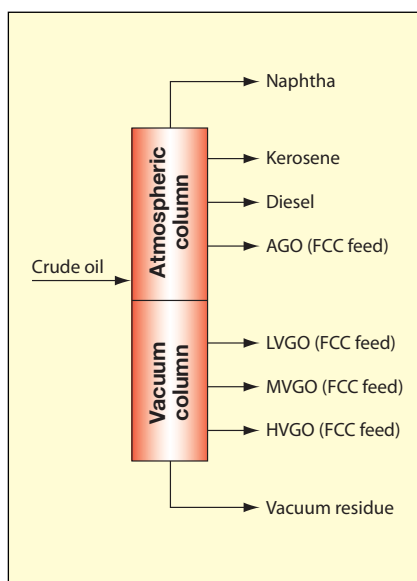 Naphtha
Kerosene
Diesel
AGO (FCC feed)
Crude oil
Atmospheric
column
LVGO (FCC feed)
MVGO (FCC feed)
HVGO (FCC feed)
Vacuum
column
Vacuum residue